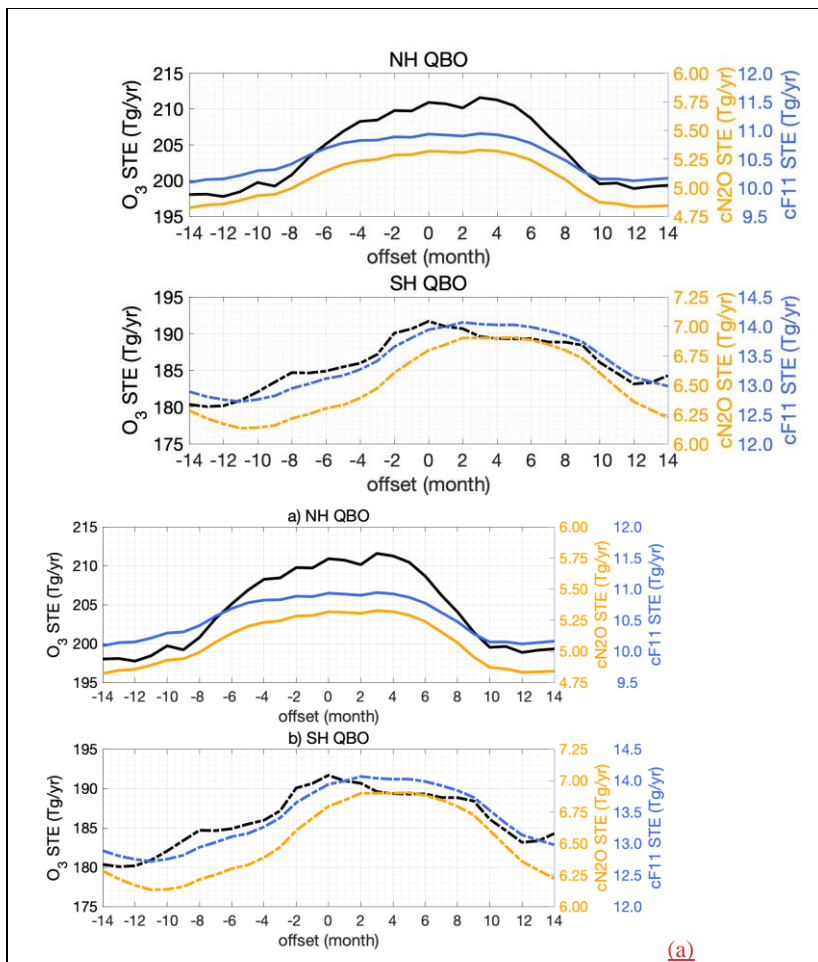 NH QBO
215
210
205
200
195
O3 STE (Tg/yr)
6.00
5.75
5.50
5.25
5.00
4.75
cN2O STE (Tg/yr)
12.0
11.5
11.0
10.5
10.0
9.5
cF11 STE (Tg/yr)
-14 -12 -10 -8 -6 -4 -2 0 2 4 6 8 10 12 14
offset (month)
SH QBO
195
190
185
180
175
O3 STE (Tg/yr)
7.25
7.00
6.75
6.50
6.25
6.00
cN2O STE (Tg/yr)
14.5
14.0
13.5
13.0
12.5
12.0
cF11 STE (Tg/yr)
-14 -12 -10 -8 -6 -4 -2 0 2 4 6 8 10 12 14
offset (month)
a) NH QBO
215
210
205
200
195
O3 STE (Tg/yr)
6.00
5.75
5.50
5.25
5.00
4.75
cN2O STE (Tg/yr)
12.0
11.5
11.0
10.5
10.0
9.5
cF11 STE (Tg/yr)
-14 -12 -10 -8 -6 -4 -2 0 2 4 6 8 10 12 14
offset (month)
b) SH QBO
195
190
185
180
175
O3 STE (Tg/yr)
7.25
7.00
6.75
6.50
6.25
6.00
cN2O STE (Tg/yr)
14.5
14.0
13.5
13.0
12.5
12.0
cF11 STE (Tg/yr)
-14 -12 -10 -8 -6 -4 -2 0 2 4 6 8 10 12 14
offset (month)
(a)